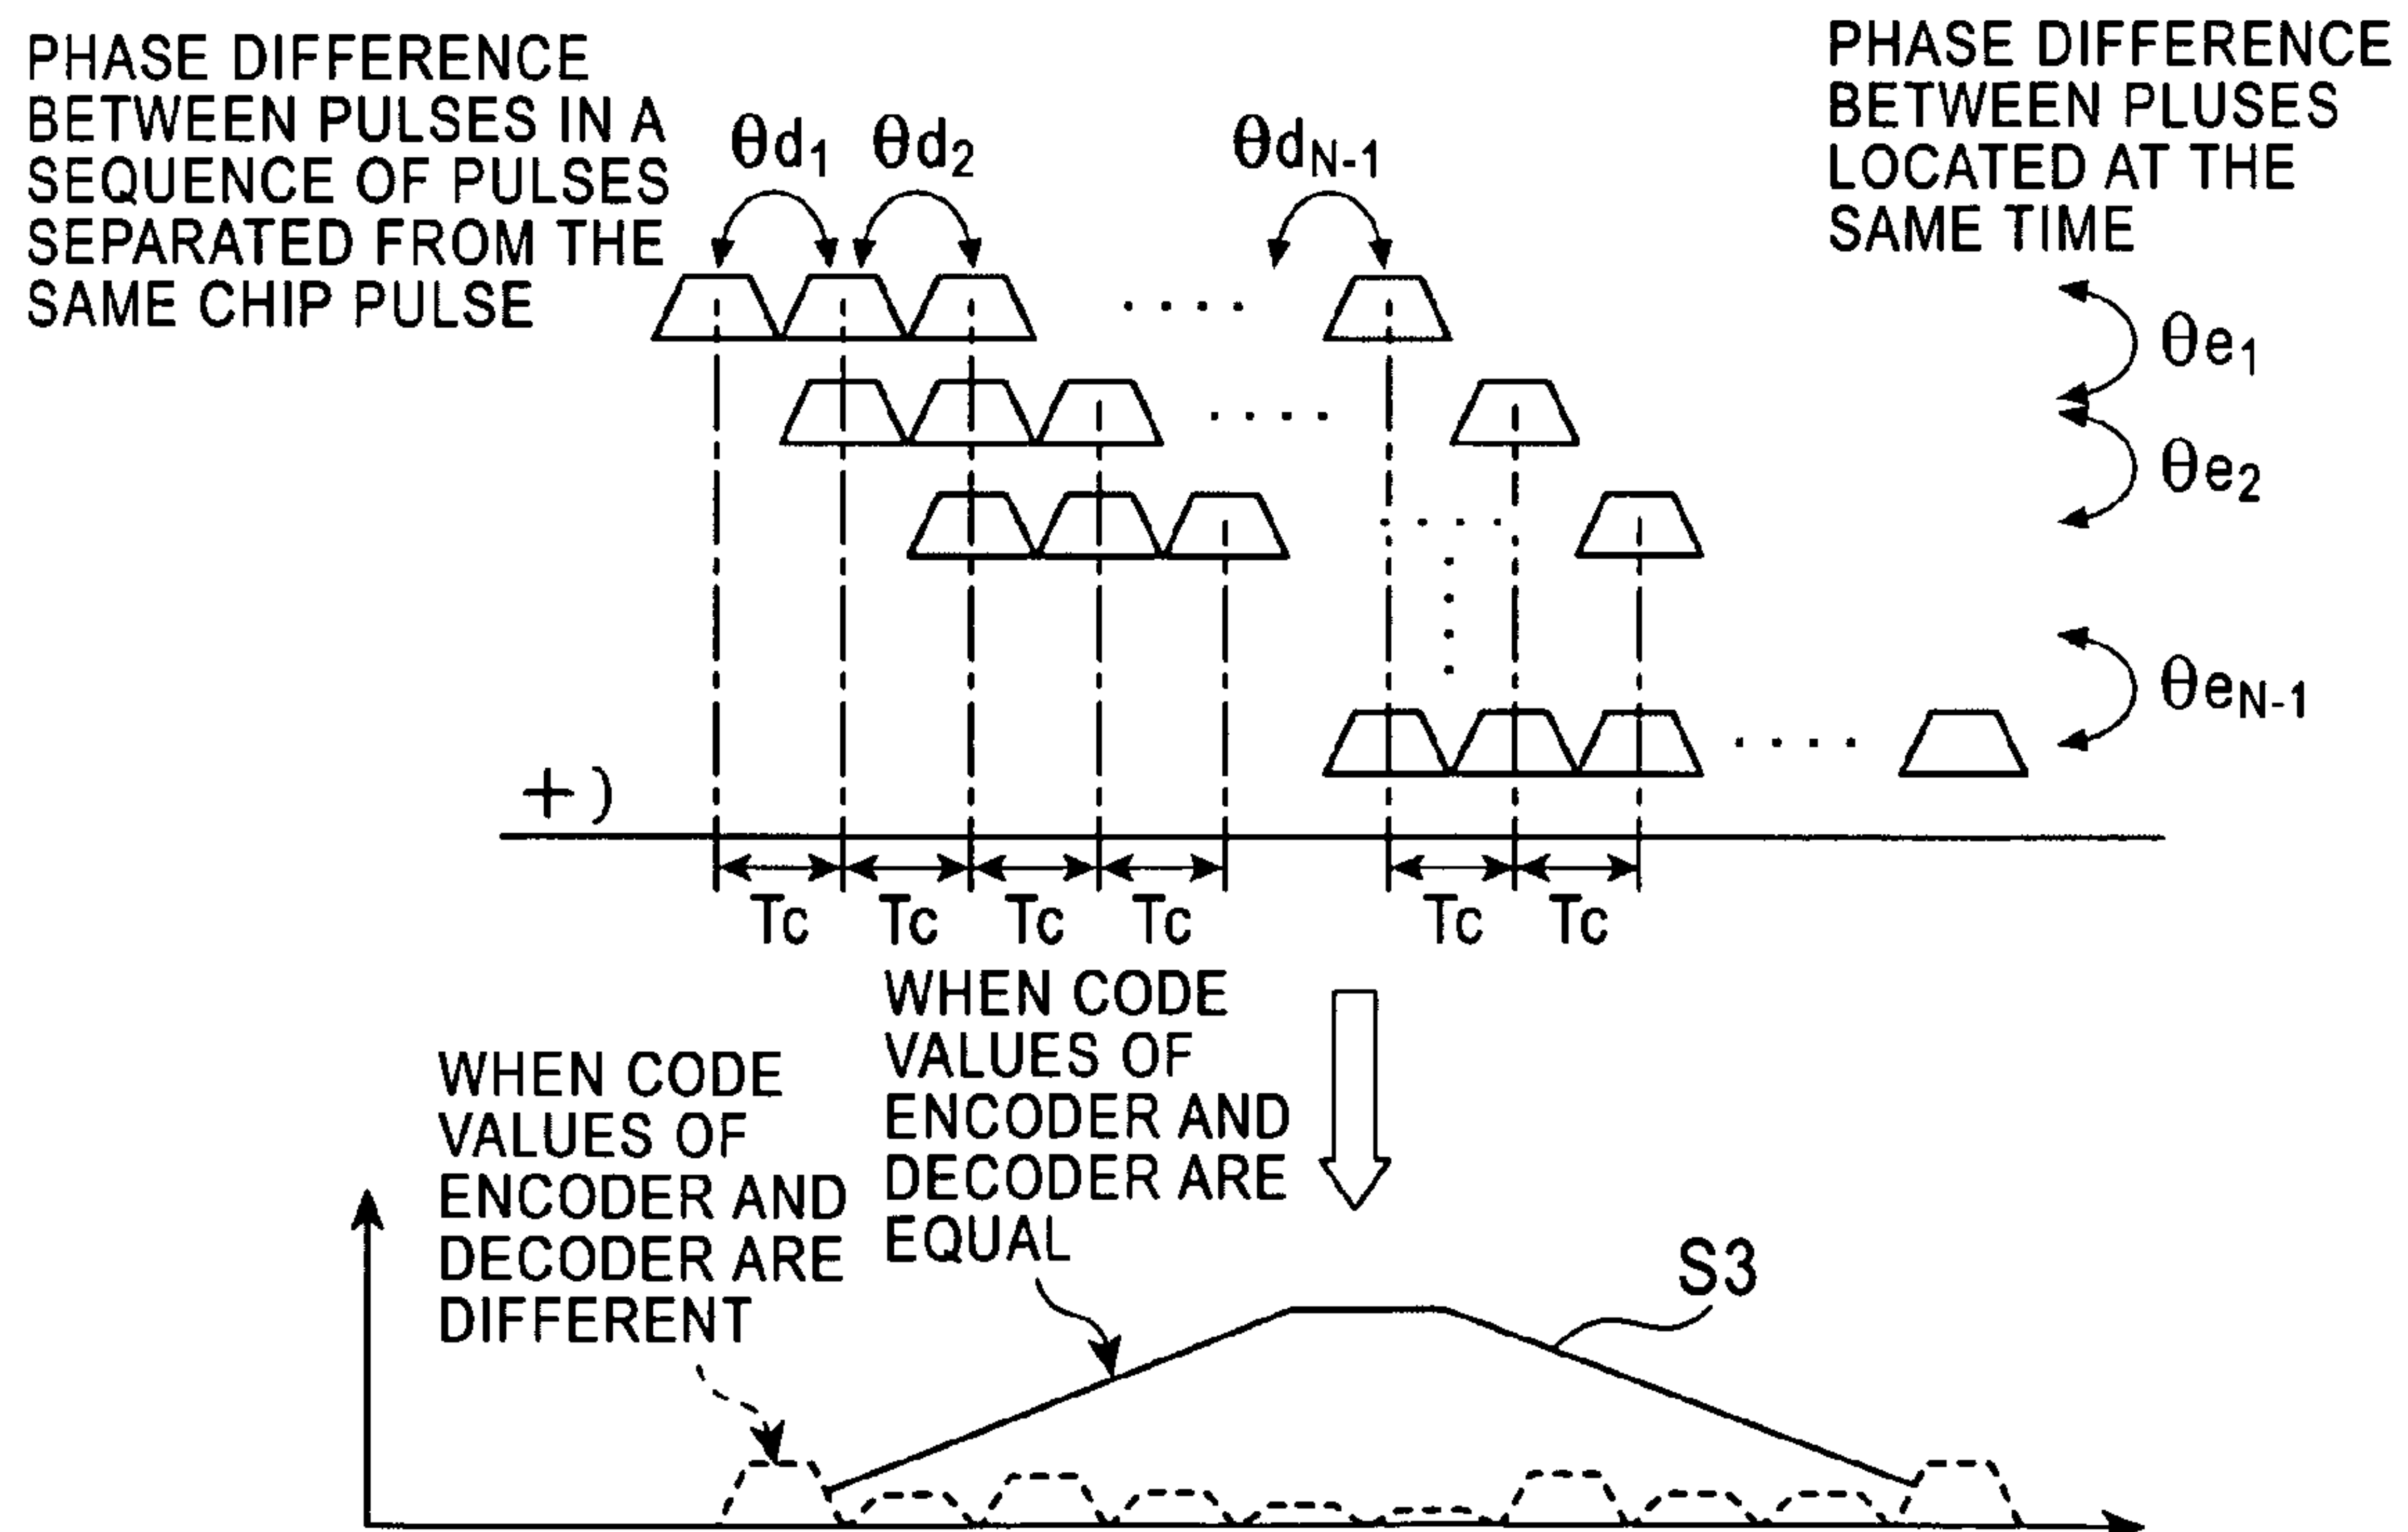 PHASE DIFFERENCE
BETWEEN PULSES IN A
SEQUENCE OF PULSES
SEPARATED FROM THE
SAME CHIP PULSE
θd1 θd2 θdN-1
PHASE DIFFERENCE
BETWEEN PLUSES
LOCATED AT THE
SAME TIME
θe1
θe2
θeN-1
+)
Tc Tc Tc Tc Tc Tc
WHEN CODE
VALUES OF
ENCODER AND
DECODER ARE
EQUAL
WHEN CODE
VALUES OF
ENCODER AND
DECODER ARE
DIFFERENT
S3